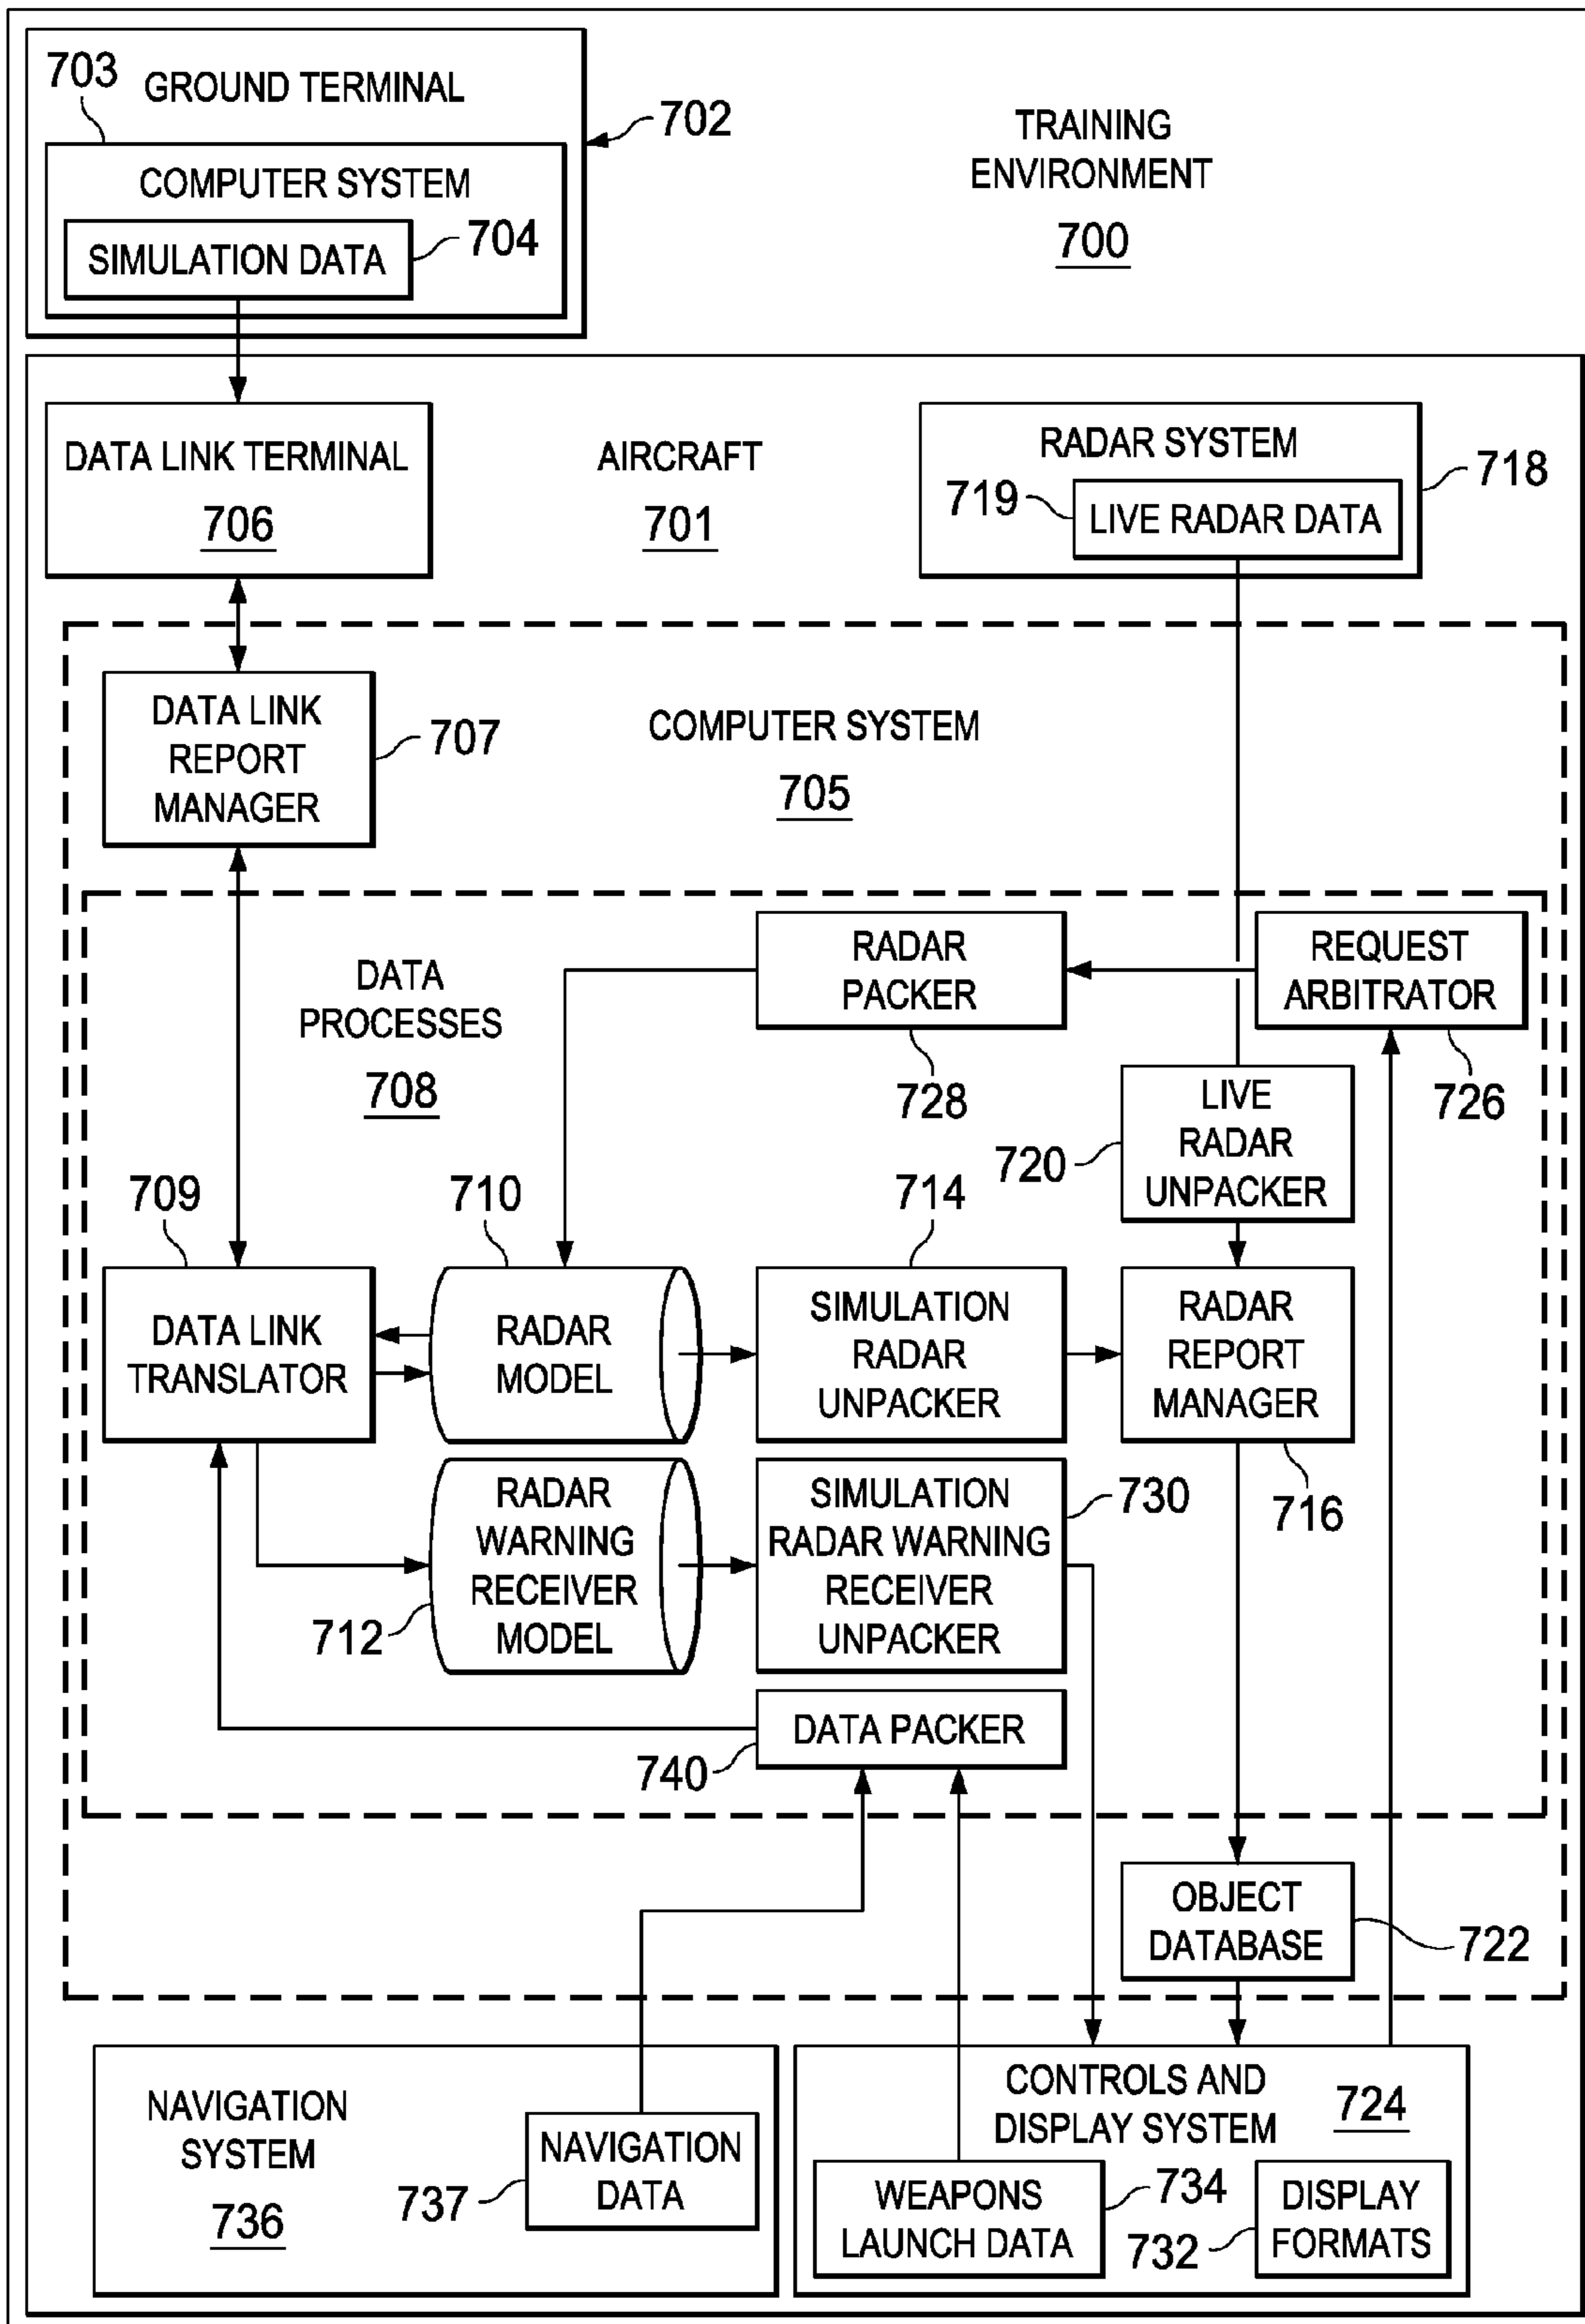 703
GROUND TERMINAL
702
COMPUTER SYSTEM
SIMULATION DATA
704
TRAINING
ENVIRONMENT
700
DATA LINK TERMINAL
706
AIRCRAFT
701
RADAR SYSTEM
718
719
LIVE RADAR DATA
DATA LINK
REPORT
MANAGER
707
COMPUTER SYSTEM
705
DATA
PROCESSES
708
RADAR
PACKER
728
REQUEST
ARBITRATOR
726
LIVE
RADAR
UNPACKER
720
709
DATA LINK
TRANSLATOR
710
RADAR
MODEL
714
SIMULATION
RADAR
UNPACKER
RADAR
REPORT
MANAGER
716
RADAR
WARNING
RECEIVER
MODEL
712
SIMULATION
RADAR WARNING
RECEIVER
UNPACKER
730
DATA PACKER
740
OBJECT
DATABASE
722
NAVIGATION
SYSTEM
736
NAVIGATION
DATA
737
CONTROLS AND
DISPLAY SYSTEM
724
WEAPONS
LAUNCH DATA
734
732
DISPLAY
FORMATS